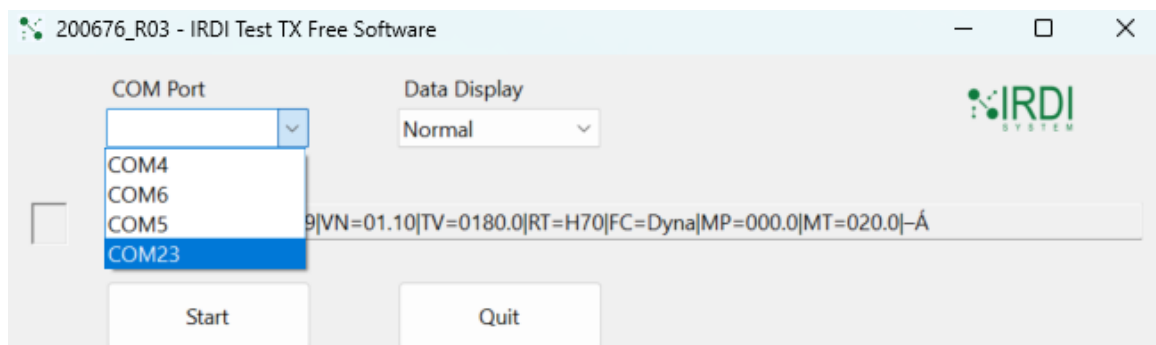 200676_R03 - IRDI Test TX Free Software
COM Port
Data Display
IRDI
SYSTEM
Normal
COM4
COM6
COM5
COM23
9|VN=01.10|TV=0180.0|RT=H70|FC=Dyna|MP=000.0|MT=020.0|–Á
Start
Quit